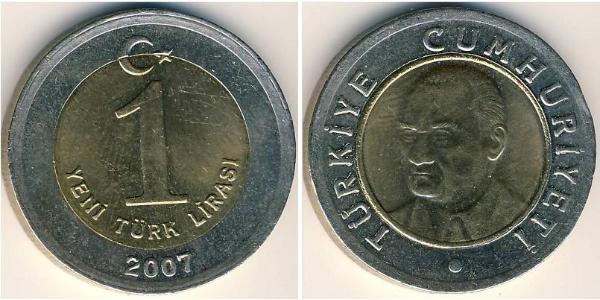 1
YENİ TÜRK LİRASI
2007
TÜRKİYE CUMHURİYETİ